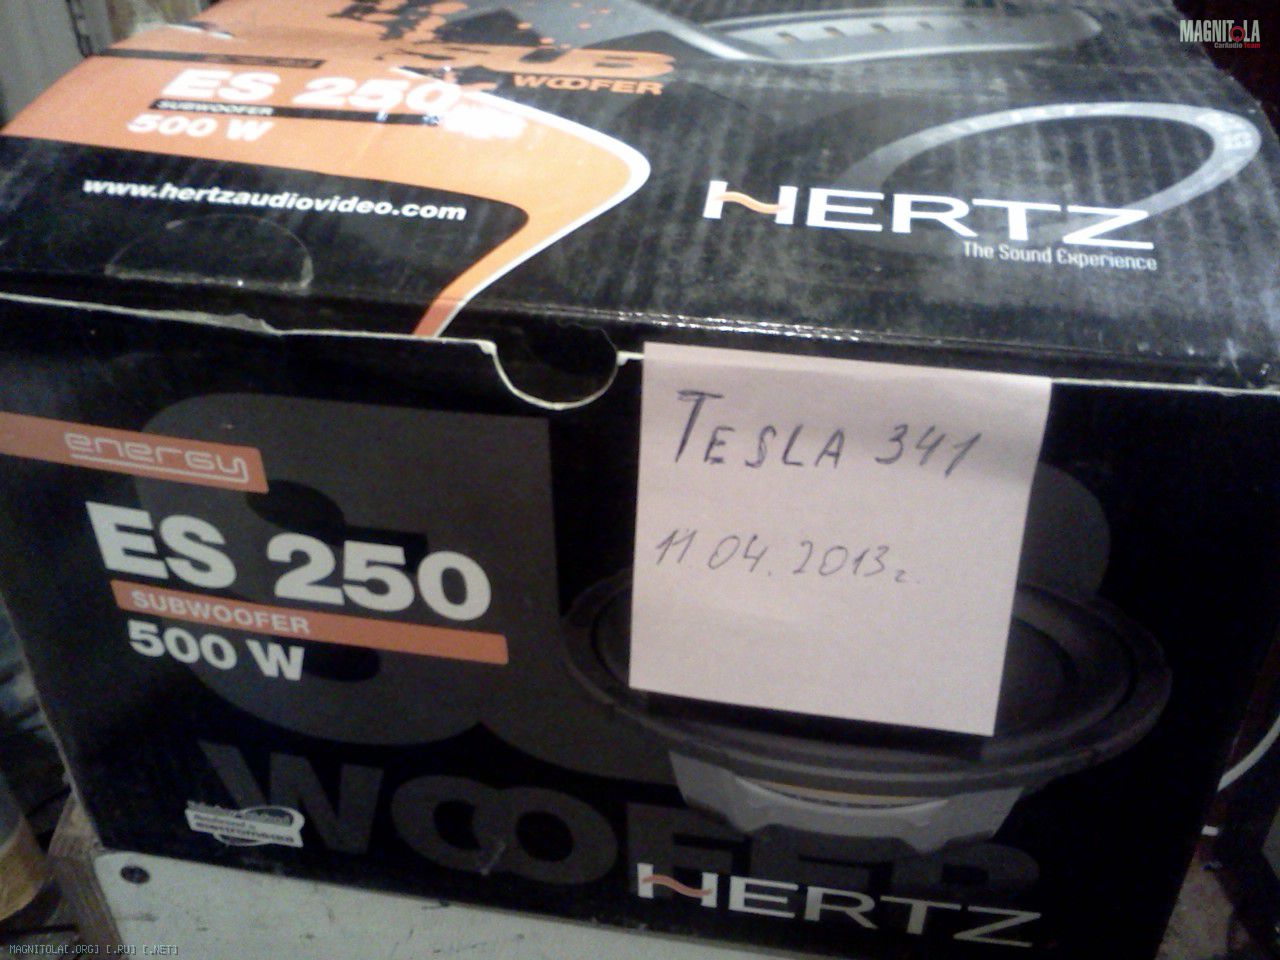 MAGNITOLA
CarAudio Team
SUB
WOOFER
ES 250
SUBWOOFER
500 W
www.hertzaudiovideo.com
HERTZ
The Sound Experience
TESLA 341
11.04.2013г.
energy
ES 250
SUBWOOFER
500 W
WOOFER
HERTZ
MAGNITOLA[.ORG] [.RU] [.NET]